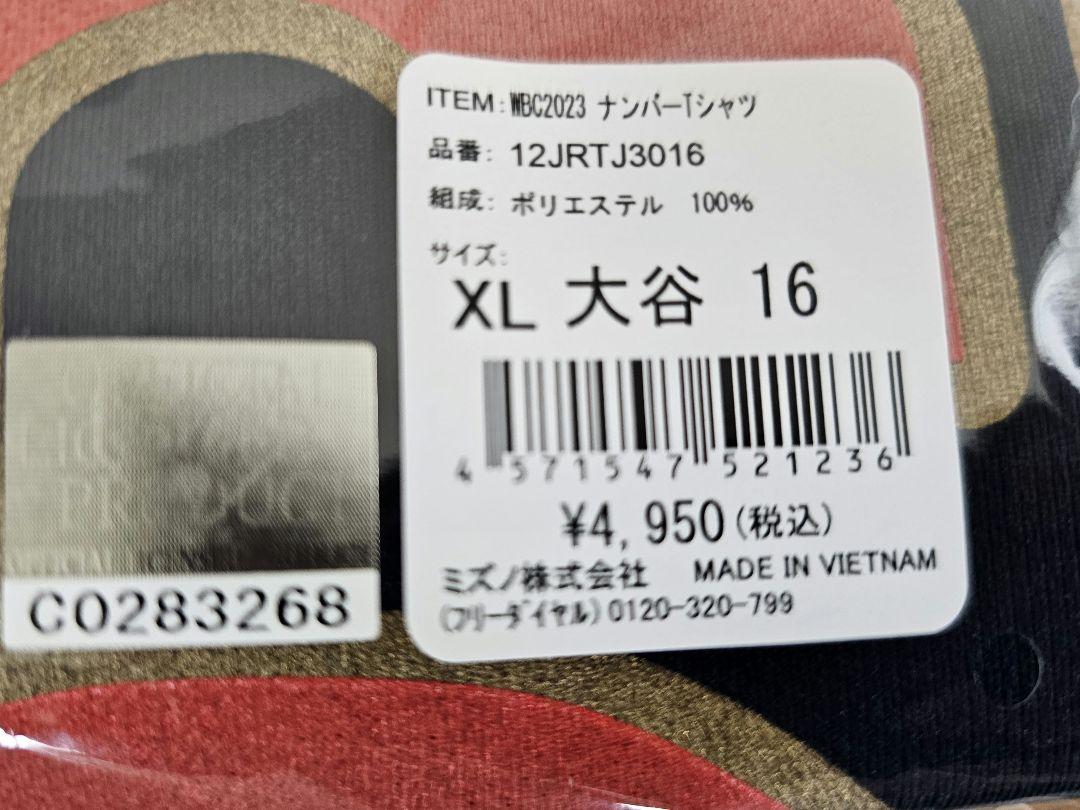 ITEM:WBC2023 ナンバーTシャツ
品番: 12JRTJ3016
組成: ポリエステル 100%
サイズ:
XL 大谷 16
4 571547 521236
¥4,950(税込)
ミズノ株式会社 MADE IN VIETNAM
(フリーダイヤル)0120-320-799
C0283268